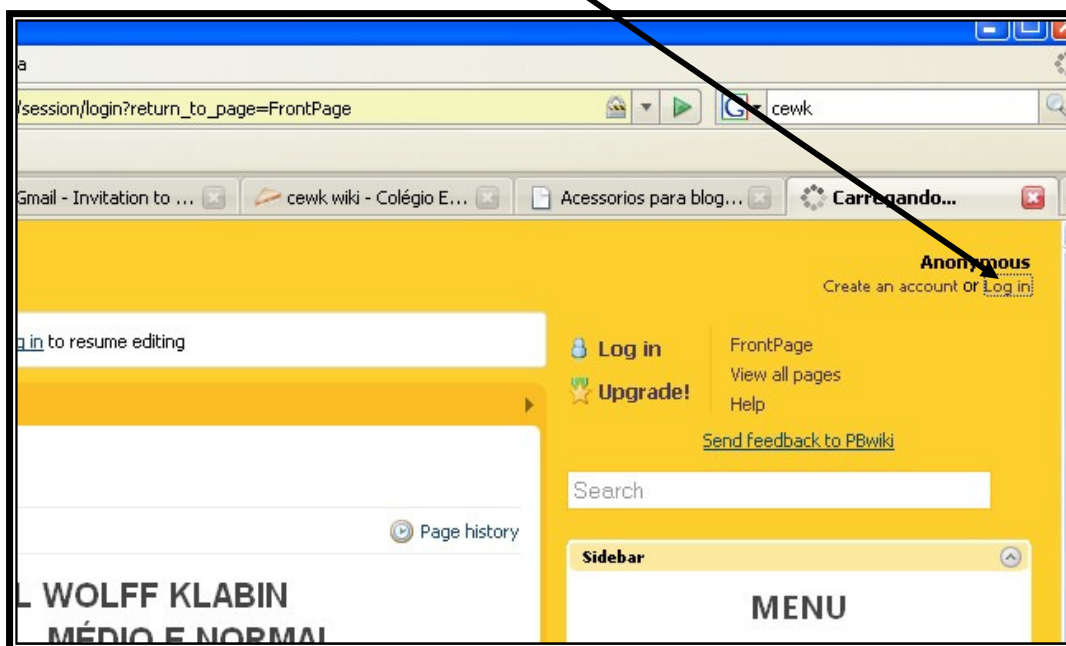 a
/session/login?return_to_page=FrontPage
G cewk
Gmail - Invitation to ...
cewk wiki - Colégio E...
Acessorios para blog...
Carregando...
Anonymous
Create an account or Log in
g in to resume editing
Log in
Upgrade!
FrontPage
View all pages
Help
Send feedback to PBwiki
Search
Page history
Sidebar
L WOLFF KLABIN
MÉDIO E NORMAL
MENU